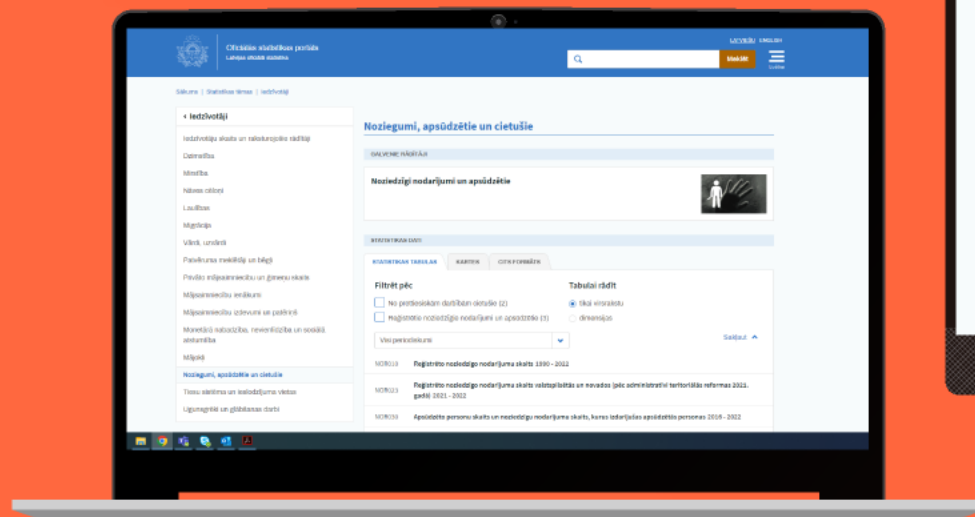 Oficiālās statistikas portāls
Latvijas oficiālā statistika
LATVIEŠU ENGLISH
Meklēt
Izvēlne
Sākums | Statistikas tēmas | Iedzīvotāji
Iedzīvotāji
Iedzīvotāju skaits un raksturojošie rādītāji
Dzimstība
Mirstība
Nāves cēloņi
Laulības
Migrācija
Vārdi, uzvārdi
Patvēruma meklētāji un bēgļi
Privāto mājsaimniecību un ģimeņu skaits
Mājsaimniecību ienākumi
Mājsaimniecību izdevumi un patēriņš
Monetārā nabadzība, nevienlīdzība un sociālā
atstumtība
Mājokļi
Noziegumi, apsūdzētie un cietušie
Tiesu sistēma un ieslodzījuma vietas
Ugunsgrēki un glābšanas darbi
Noziegumi, apsūdzētie un cietušie
GALVENIE RĀDĪTĀJI
Noziedzīgi nodarījumi un apsūdzētie
STATISTIKAS DATI
STATISTIKAS TABULAS KARTES CITS FORMĀTS
Filtrēt pēc
No prettiesiskām darbībām cietušie (2)
Reģistrētie noziedzīgie nodarījumi un apsūdzētie (3)
Tabulai rādīt
tikai virsrakstu
dimensijas
Visi periodiskumi
Sakļaut
NOR010 Reģistrēto noziedzīgo nodarījumu skaits 1990 - 2022
Reģistrēto noziedzīgo nodarījumu skaits valstspilsētās un novados (pēc administratīvi teritoriālās reformas 2021.
gadā) 2021 - 2022
NOR030 Apsūdzēto personu skaits un noziedzīgu nodarījumu skaits, kurus izdarījušas apsūdzētās personas 2016 - 2022